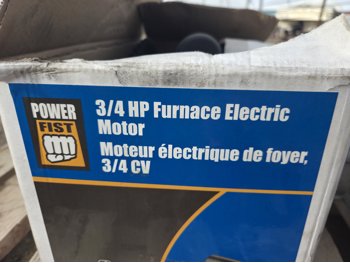 POWER
FIST
3/4 HP Furnace Electric
Motor
Moteur électrique de foyer,
3/4 CV